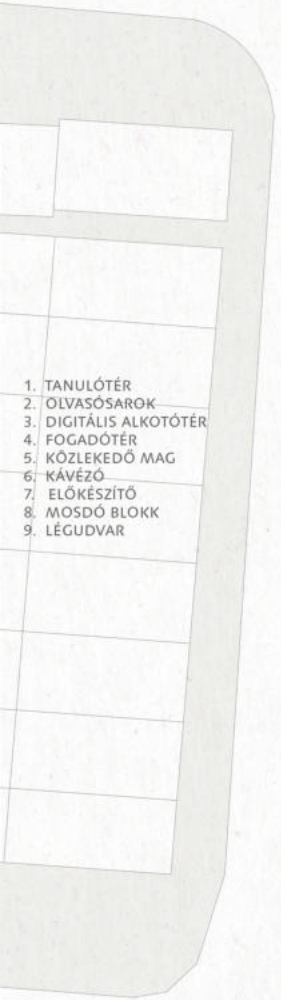 1. TANULÓTÉR
2. OLVASÓSAROK
3. DIGITÁLIS ALKOTÓTÉR
4. FOGADÓTÉR
5. KÖZLEKEDŐ MAG
6. KÁVÉZÓ
7. ELŐKÉSZÍTŐ
8. MOSDÓ BLOKK
9. LÉGUDVAR